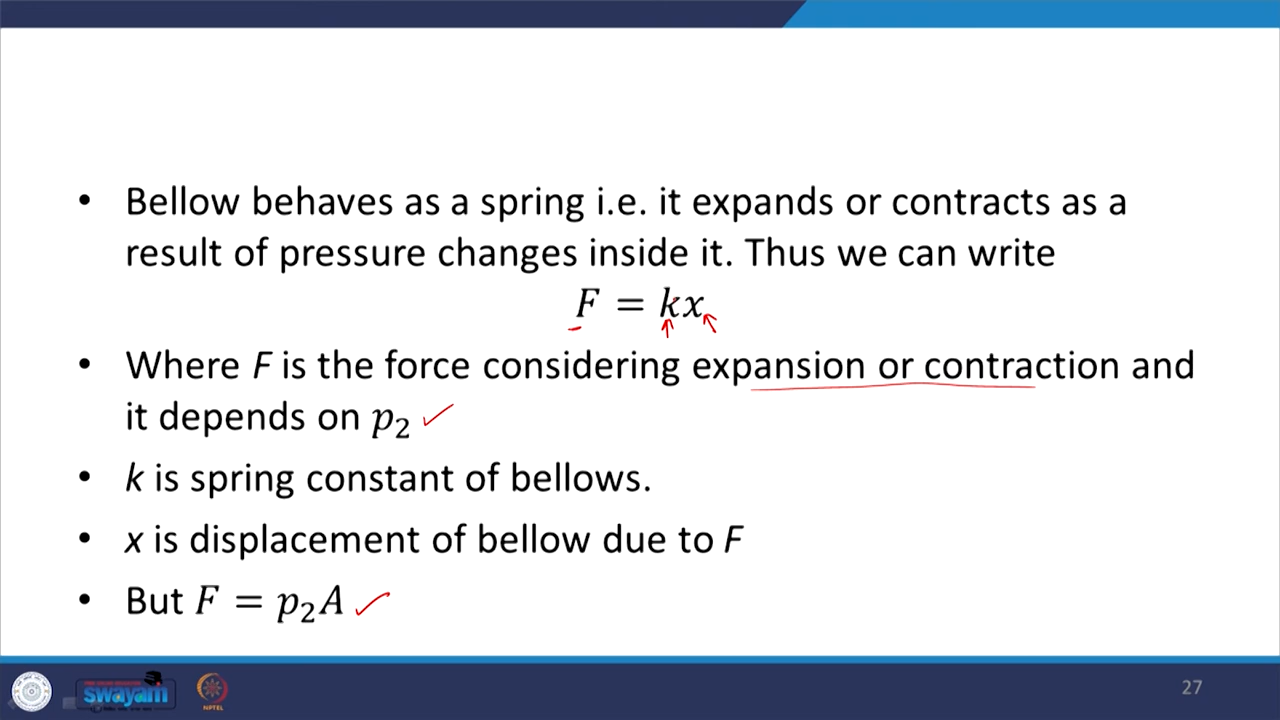 • Bellow behaves as a spring i.e. it expands or contracts as a
result of pressure changes inside it. Thus we can write
F = kx
• Where F is the force considering expansion or contraction and
it depends on p₂
• k is spring constant of bellows.
• x is displacement of bellow due to F
• But F = p₂A
swayam
NPTEL
27